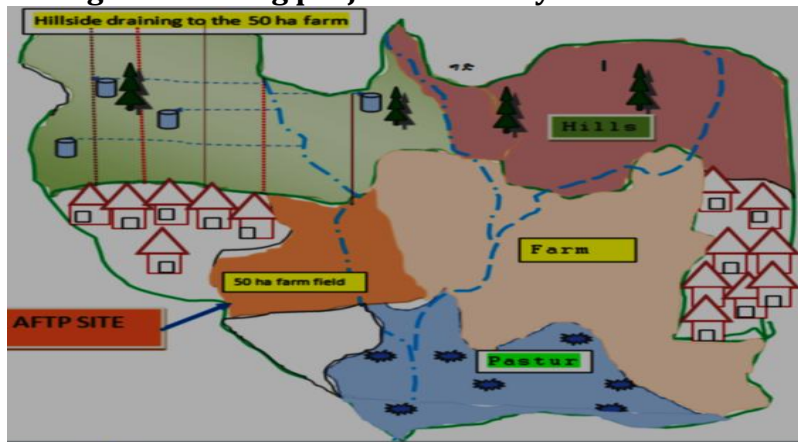 Hillside draining to the 50 ha farm
Hills
Farm
50 ha farm field
AFTP SITE
Pastur